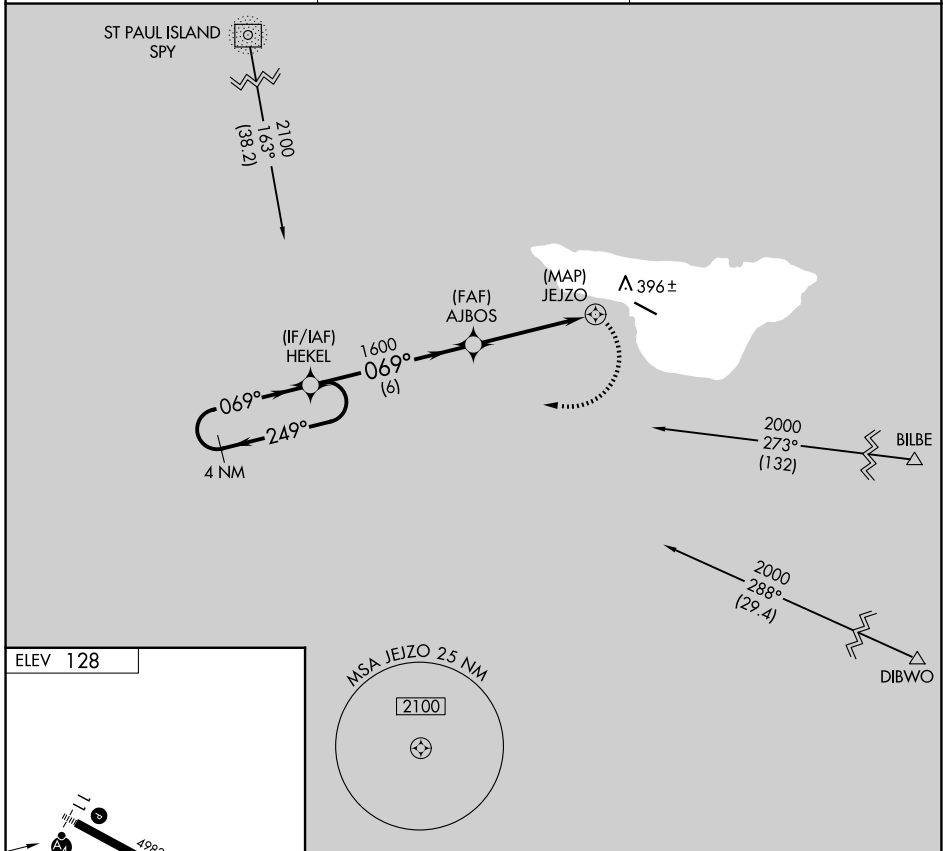 ST PAUL ISLAND
SPY
2100
163°
(38.2)
(MAP)
JEJZO
396±
(FAF)
AJBOS
(IF/IAF)
HEKEL
1600
069°
(6)
069°
249°
4 NM
2000
273°
(132)
BILBE
2000
288°
(29.4)
DIBWO
ELEV 128
MSA JEJZO 25 NM
2100
11
P
A4